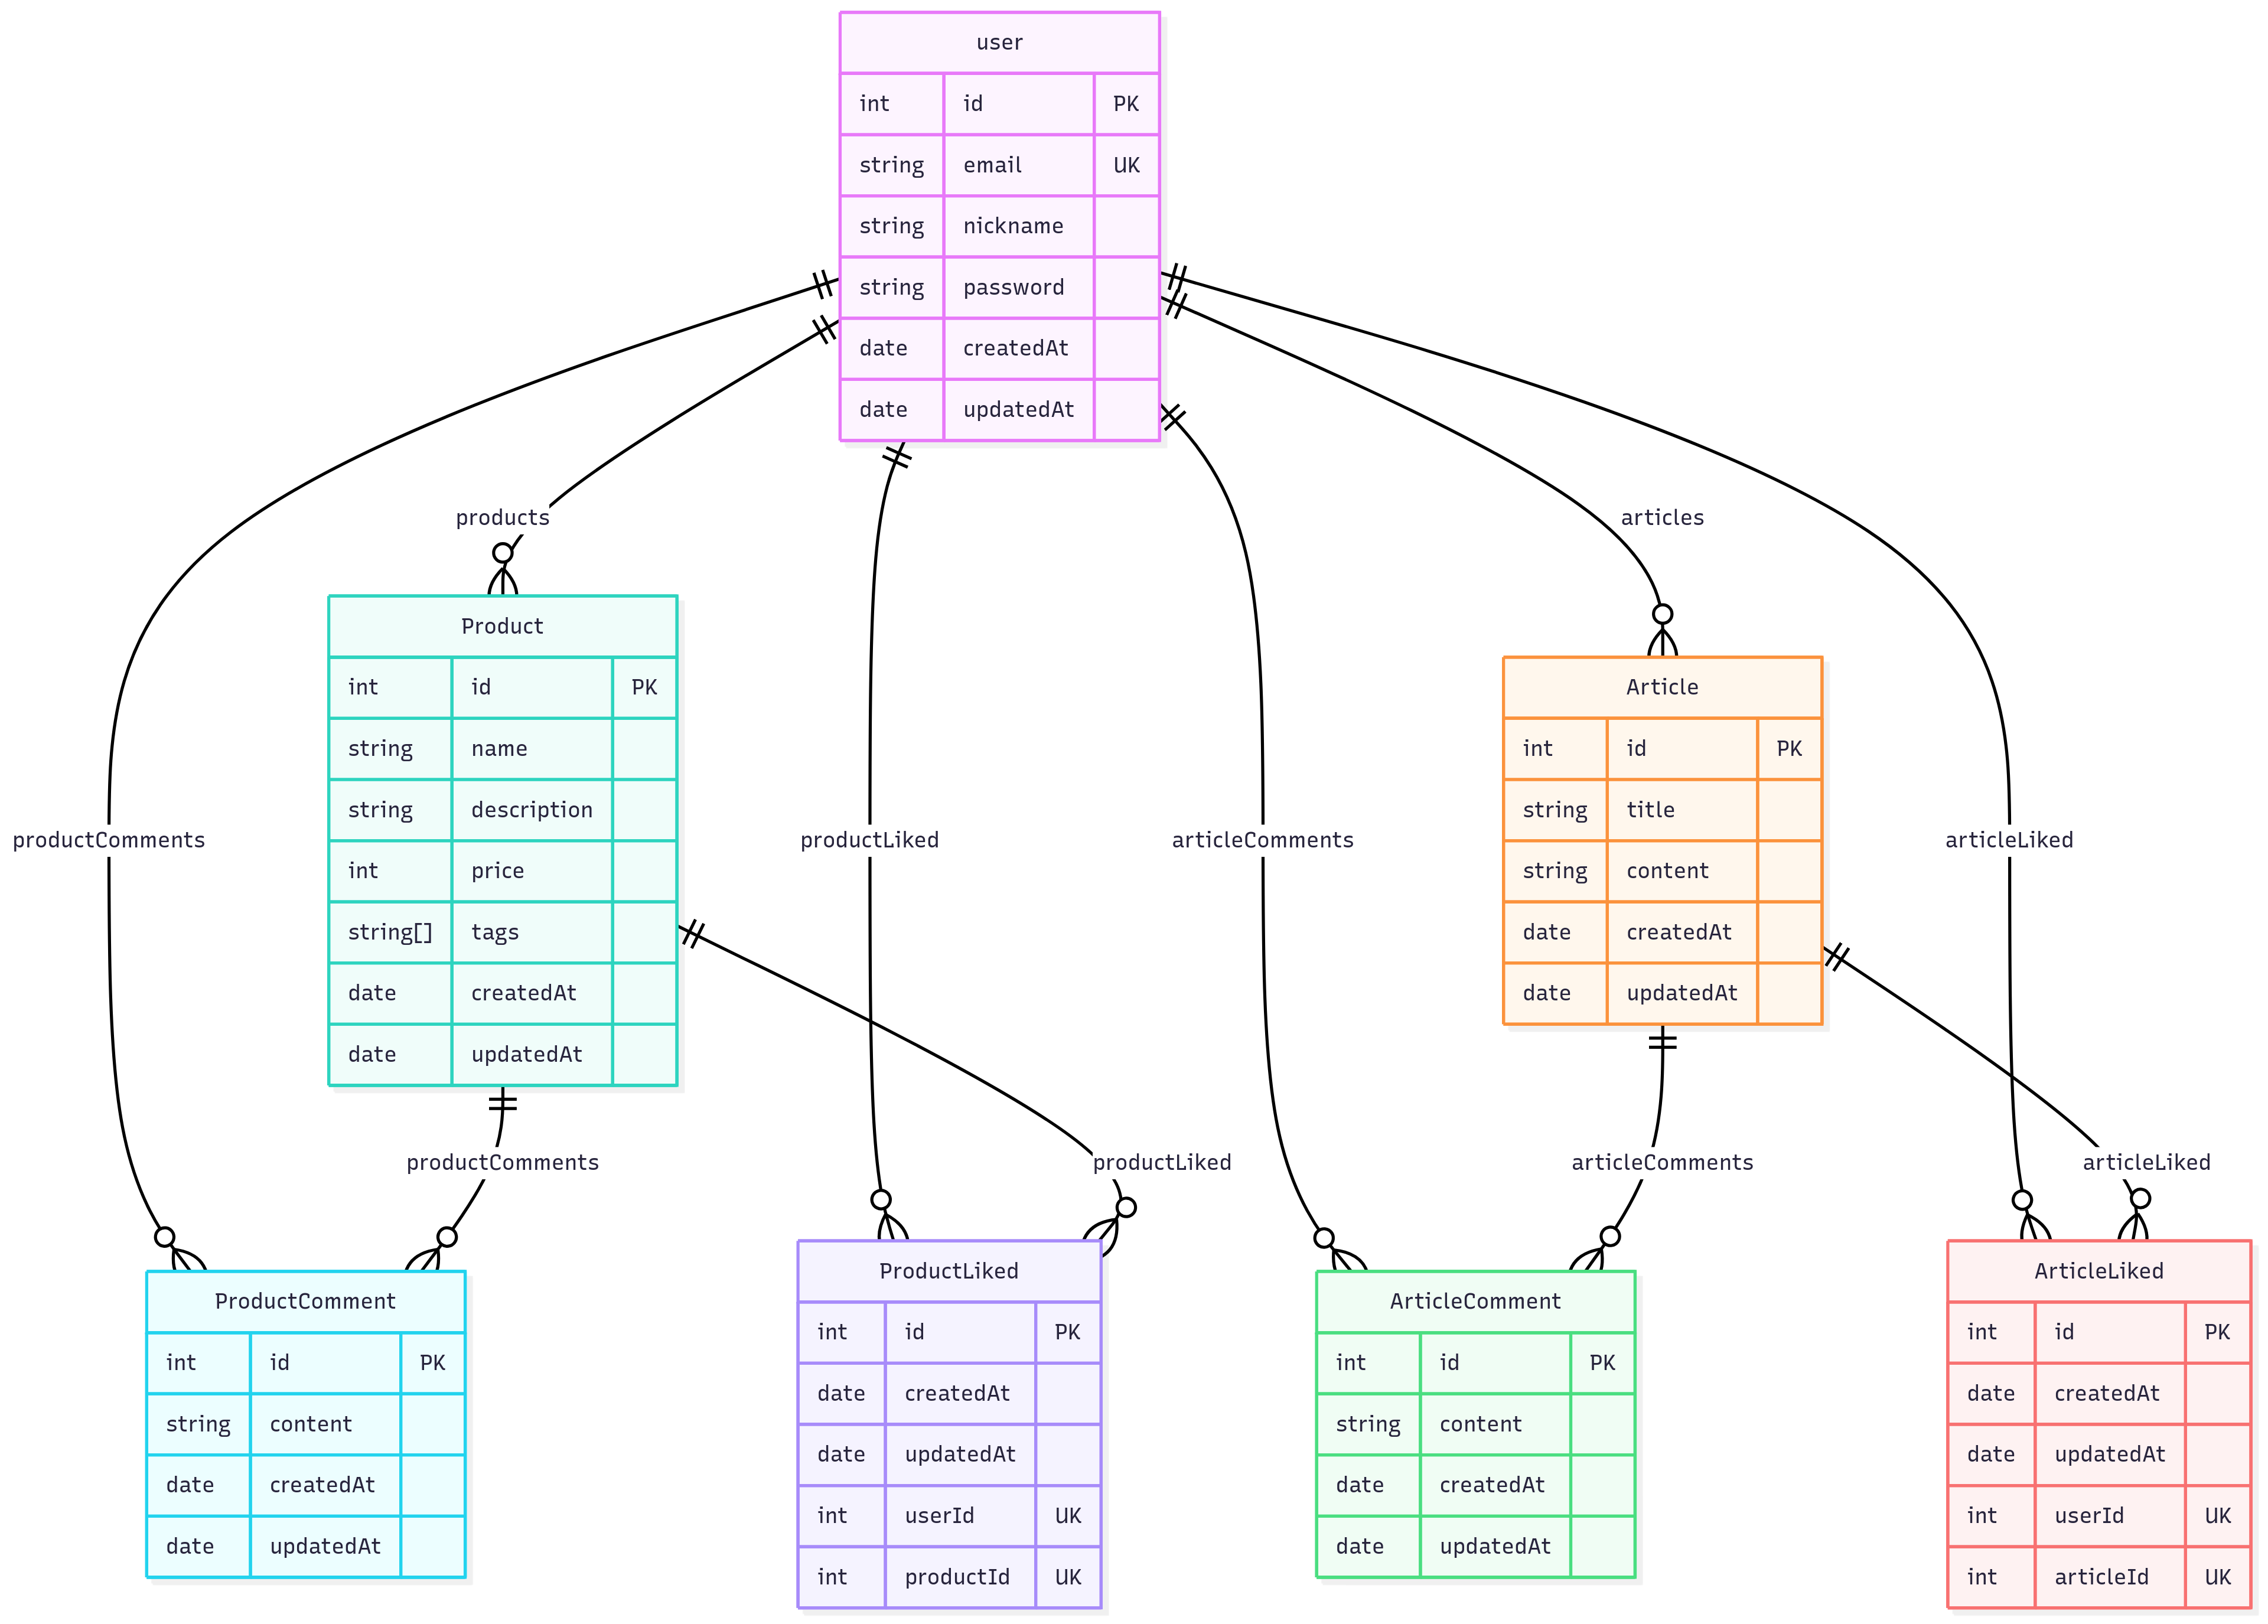 user
int id PK
string email UK
string nickname
string password
date createdAt
date updatedAt
products
articles
Product
int id PK
string name
string description
int price
string[] tags
date createdAt
date updatedAt
Article
int id PK
string title
string content
date createdAt
date updatedAt
productComments
productLiked
articleComments
articleLiked
productComments
productLiked
articleComments
articleLiked
ProductComment
int id PK
string content
date createdAt
date updatedAt
ProductLiked
int id PK
date createdAt
date updatedAt
int userId UK
int productId UK
ArticleComment
int id PK
string content
date createdAt
date updatedAt
ArticleLiked
int id PK
date createdAt
date updatedAt
int userId UK
int articleId UK